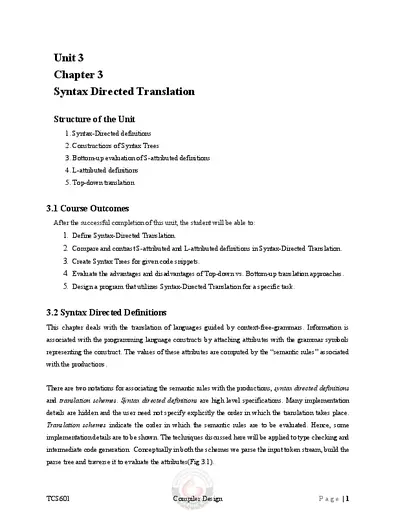 Unit 3
Chapter 3
Syntax Directed Translation
Structure of the Unit
1. Syntax-Directed definitions
2. Constructions of Syntax Trees
3. Bottom-up evaluation of S-attributed definitions
4. L-attributed definitions
5. Top-down translation
3.1 Course Outcomes
After the successful completion of this unit, the student will be able to:
1. Define Syntax-Directed Translation.
2. Compare and contrast S-attributed and L-attributed definitions in Syntax-Directed Translation.
3. Create Syntax Trees for given code snippets.
4. Evaluate the advantages and disadvantages of Top-down vs. Bottom-up translation approaches.
5. Design a program that utilizes Syntax-Directed Translation for a specific task.
3.2 Syntax Directed Definitions
This chapter deals with the translation of languages guided by context-free-grammars. Information is
associated with the programming language constructs by attaching attributes with the grammar symbols
representing the construct. The values of these attributes are computed by the “semantic rules” associated
with the productions.
There are two notations for associating the semantic rules with the productions, syntax directed definitions
and translation schemes. Syntax directed definitions are high level specifications. Many implementation
details are hidden and the user need not specify explicitly the order in which the translation takes place.
Translation schemes indicate the order in which the semantic rules are to be evaluated. Hence, some
implementation details are to be shown. The techniques discussed here will be applied to type checking and
intermediate code generation. Conceptually in both the schemes we parse the input token stream, build the
parse tree and traverse it to evaluate the attributes(Fig 3.1).
TCS601 Compiler Design Page | 1